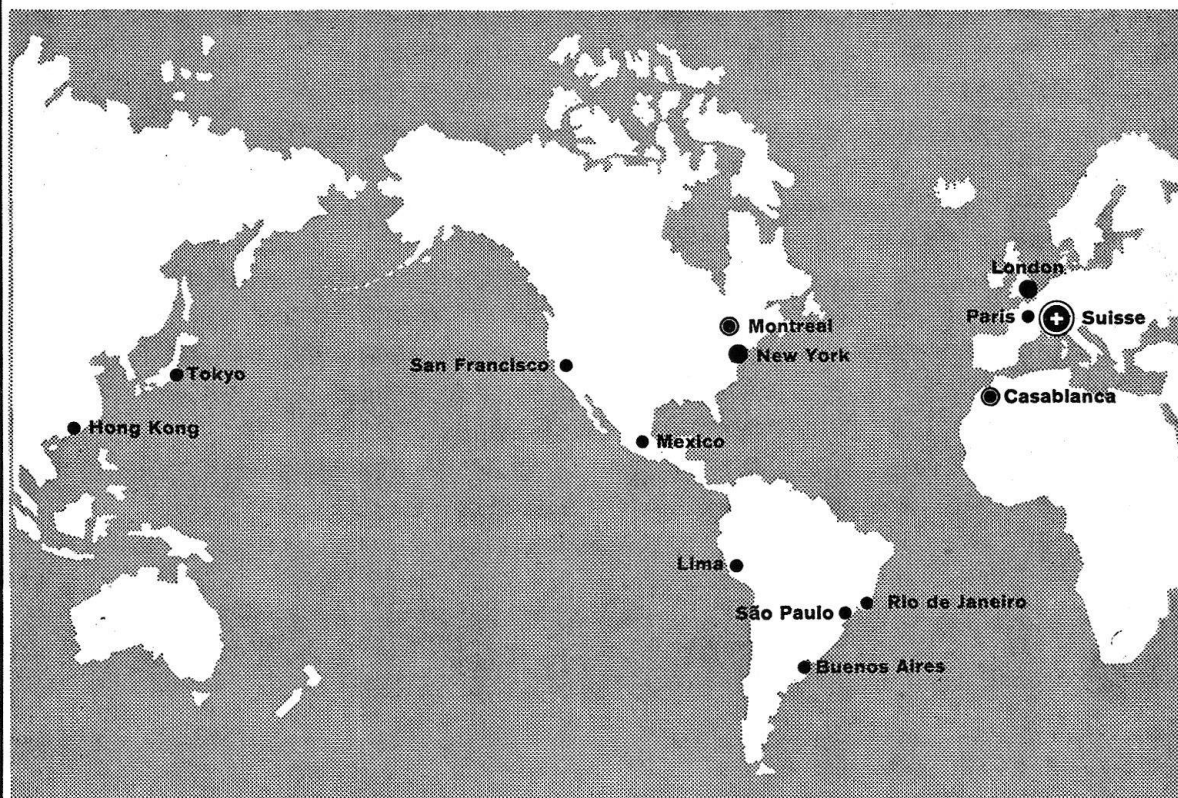 London
Paris
Suisse
Montreal
New York
San Francisco
Tokyo
Casablanca
Hong Kong
Mexico
Lima
São Paulo
Rio de Janeiro
Buenos Aires